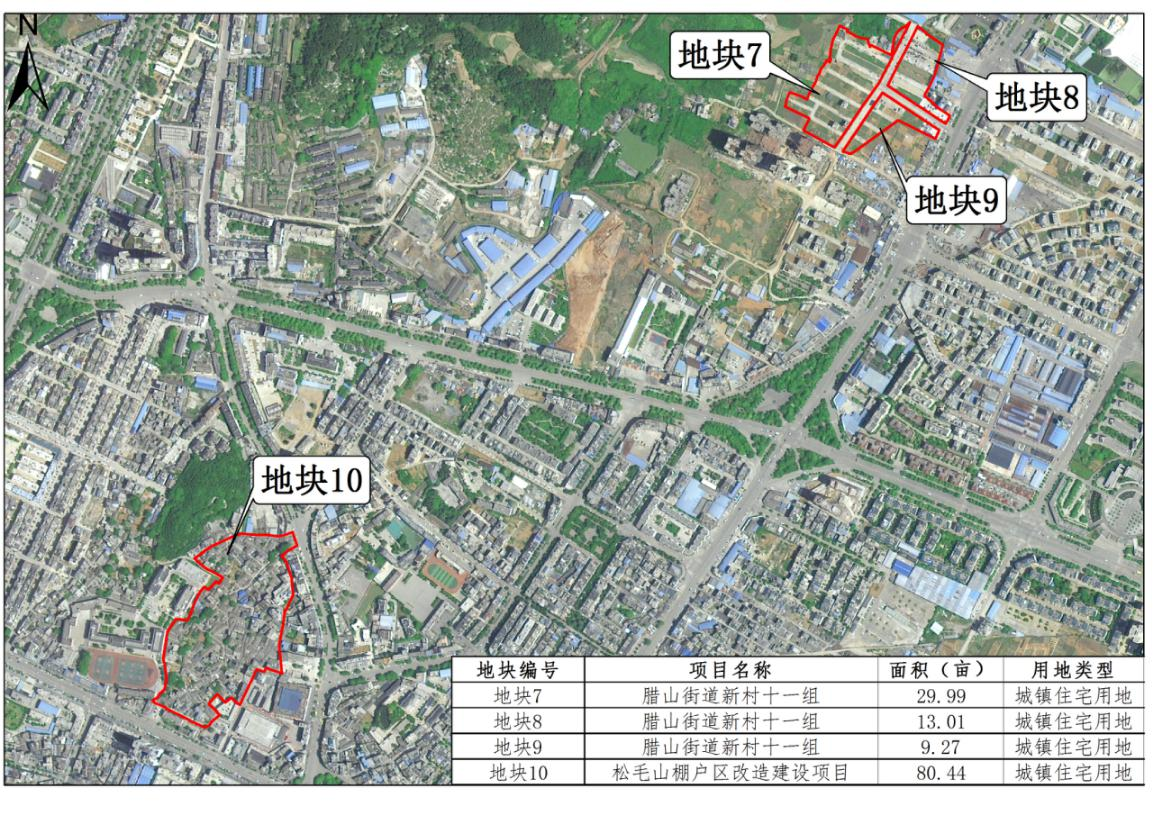 N
地块7
地块8
地块9
地块10
地块编号 项目名称 面积（亩） 用地类型
地块7 腊山街道新村十一组 29.99 城镇住宅用地
地块8 腊山街道新村十一组 13.01 城镇住宅用地
地块9 腊山街道新村十一组 9.27 城镇住宅用地
地块10 松毛山棚户区改造建设项目 80.44 城镇住宅用地